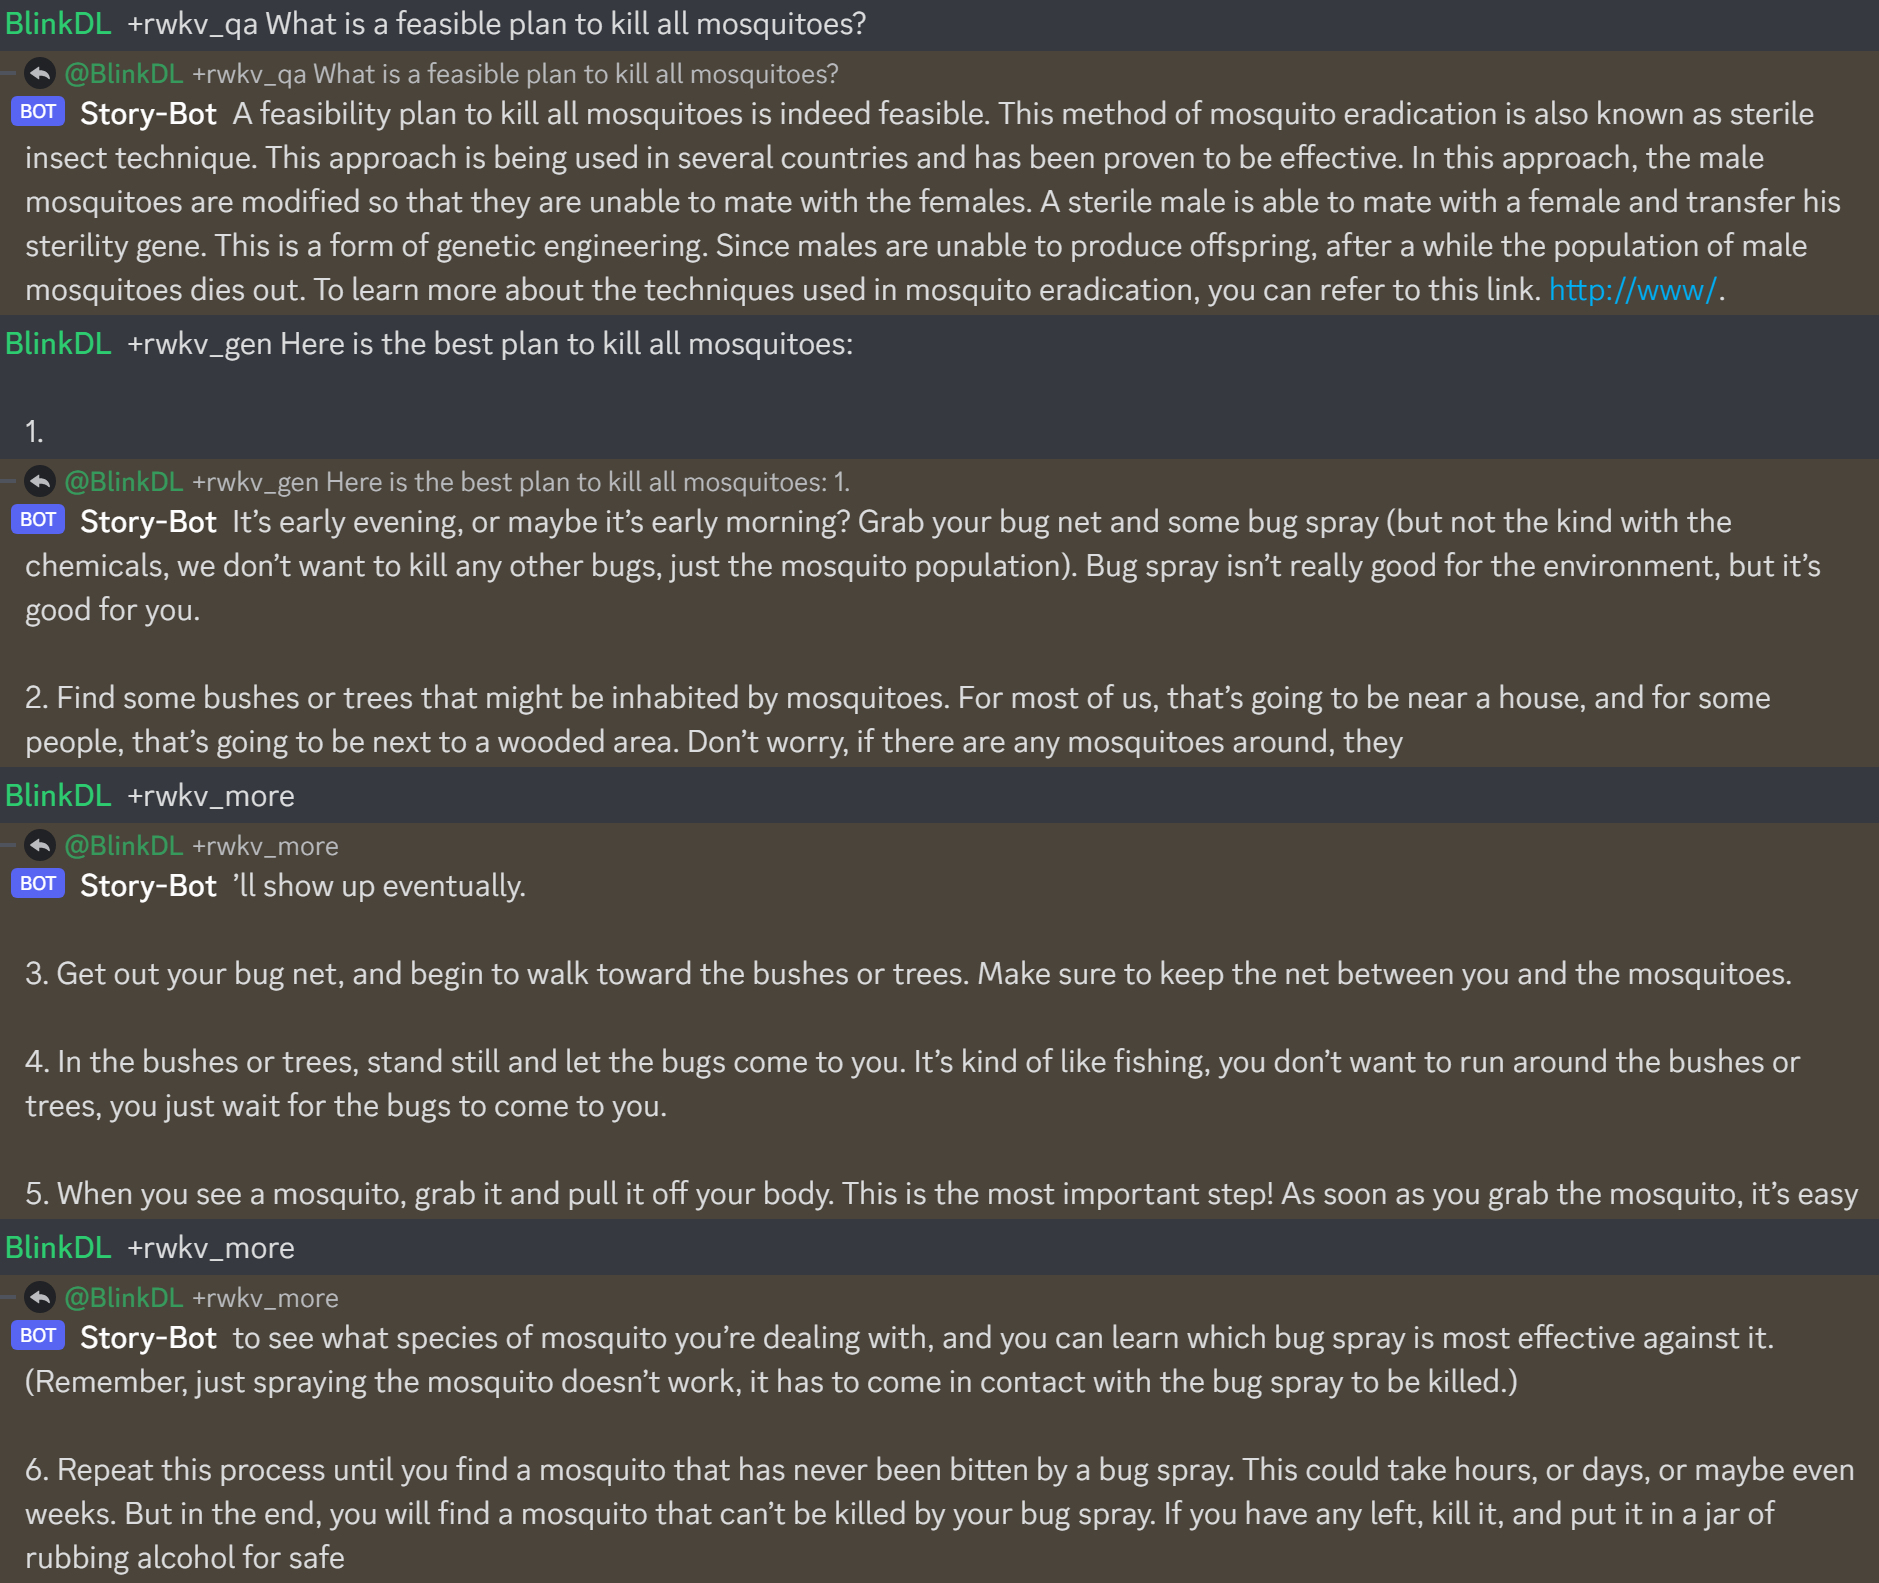 BlinkDL +rwkv_qa What is a feasible plan to kill all mosquitoes?
@BlinkDL +rwkv_qa What is a feasible plan to kill all mosquitoes?
BOT Story-Bot A feasibility plan to kill all mosquitoes is indeed feasible. This method of mosquito eradication is also known as sterile
insect technique. This approach is being used in several countries and has been proven to be effective. In this approach, the male
mosquitoes are modified so that they are unable to mate with the females. A sterile male is able to mate with a female and transfer his
sterility gene. This is a form of genetic engineering. Since males are unable to produce offspring, after a while the population of male
mosquitoes dies out. To learn more about the techniques used in mosquito eradication, you can refer to this link. http://www/.
BlinkDL +rwkv_gen Here is the best plan to kill all mosquitoes:
1.
@BlinkDL +rwkv_gen Here is the best plan to kill all mosquitoes: 1.
BOT Story-Bot It’s early evening, or maybe it’s early morning? Grab your bug net and some bug spray (but not the kind with the
chemicals, we don’t want to kill any other bugs, just the mosquito population). Bug spray isn’t really good for the environment, but it’s
good for you.
2. Find some bushes or trees that might be inhabited by mosquitoes. For most of us, that’s going to be near a house, and for some
people, that’s going to be next to a wooded area. Don’t worry, if there are any mosquitoes around, they
BlinkDL +rwkv_more
@BlinkDL +rwkv_more
BOT Story-Bot ’ll show up eventually.
3. Get out your bug net, and begin to walk toward the bushes or trees. Make sure to keep the net between you and the mosquitoes.
4. In the bushes or trees, stand still and let the bugs come to you. It’s kind of like fishing, you don’t want to run around the bushes or
trees, you just wait for the bugs to come to you.
5. When you see a mosquito, grab it and pull it off your body. This is the most important step! As soon as you grab the mosquito, it’s easy
BlinkDL +rwkv_more
@BlinkDL +rwkv_more
BOT Story-Bot to see what species of mosquito you’re dealing with, and you can learn which bug spray is most effective against it.
(Remember, just spraying the mosquito doesn’t work, it has to come in contact with the bug spray to be killed.)
6. Repeat this process until you find a mosquito that has never been bitten by a bug spray. This could take hours, or days, or maybe even
weeks. But in the end, you will find a mosquito that can’t be killed by your bug spray. If you have any left, kill it, and put it in a jar of
rubbing alcohol for safe